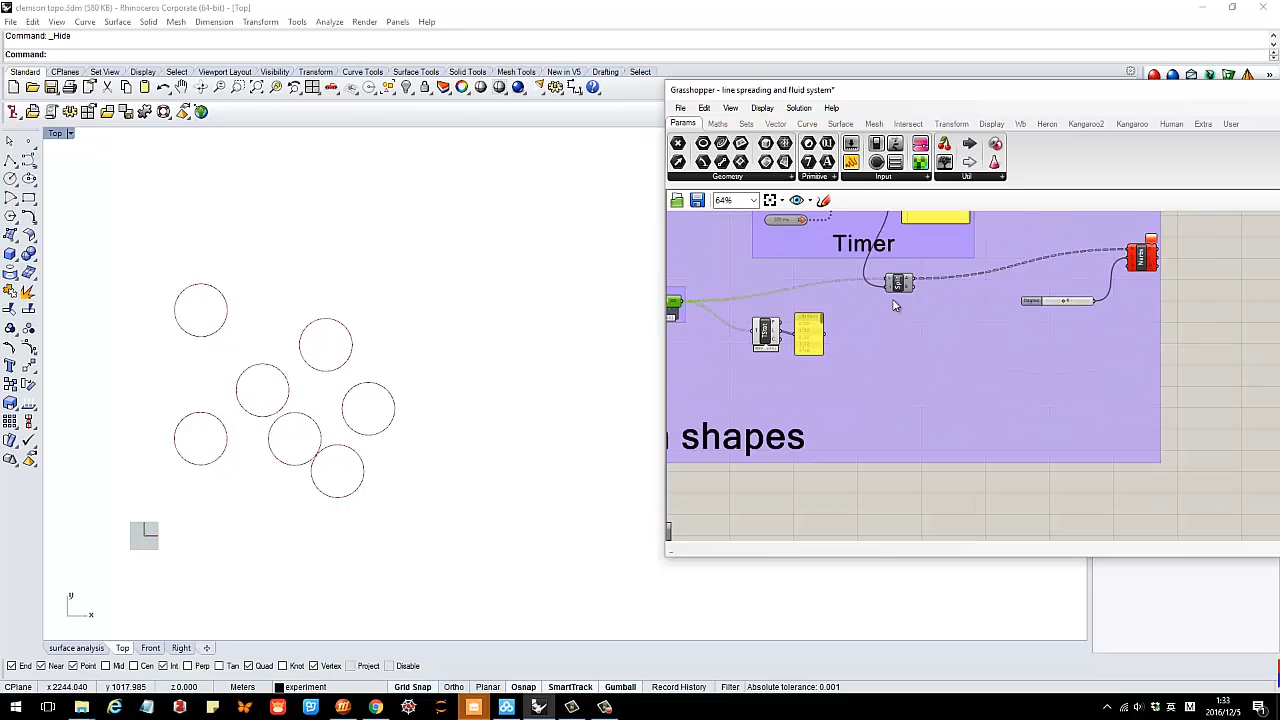 clemson topo.3dm (580 KB) - Rhinoceros Corporate (64-bit) - [Top]
File Edit View Curve Surface Solid Mesh Dimension Transform Tools Analyze Render Panels Help
Command: _Hide
Command:
Standard CPlanes Set View Display Select Viewport Layout Visibility Transform Curve Tools Surface Tools Solid Tools Mesh Tools New in V5 Drafting Select
Top
Grasshopper - line spreading and fluid system*
File Edit View Display Solution Help
Params Maths Sets Vector Curve Surface Mesh Intersect Transform Display Wb Heron Kangaroo2 Kangaroo Human Extra User
Geometry Primitive Input Util
64%
Timer
shapes
y
x
surface analysis Top Front Right
End Near Point Mid Cen Int Perp Tan Quad Knot Vertex Project Disable
CPlane x 2244.040 y 1017.985 z 0.000 Meters experiment Grid Snap Ortho Planar Osnap SmartTrack Gumball Record History Filter Absolute tolerance: 0.001
1:33
2016/12/5